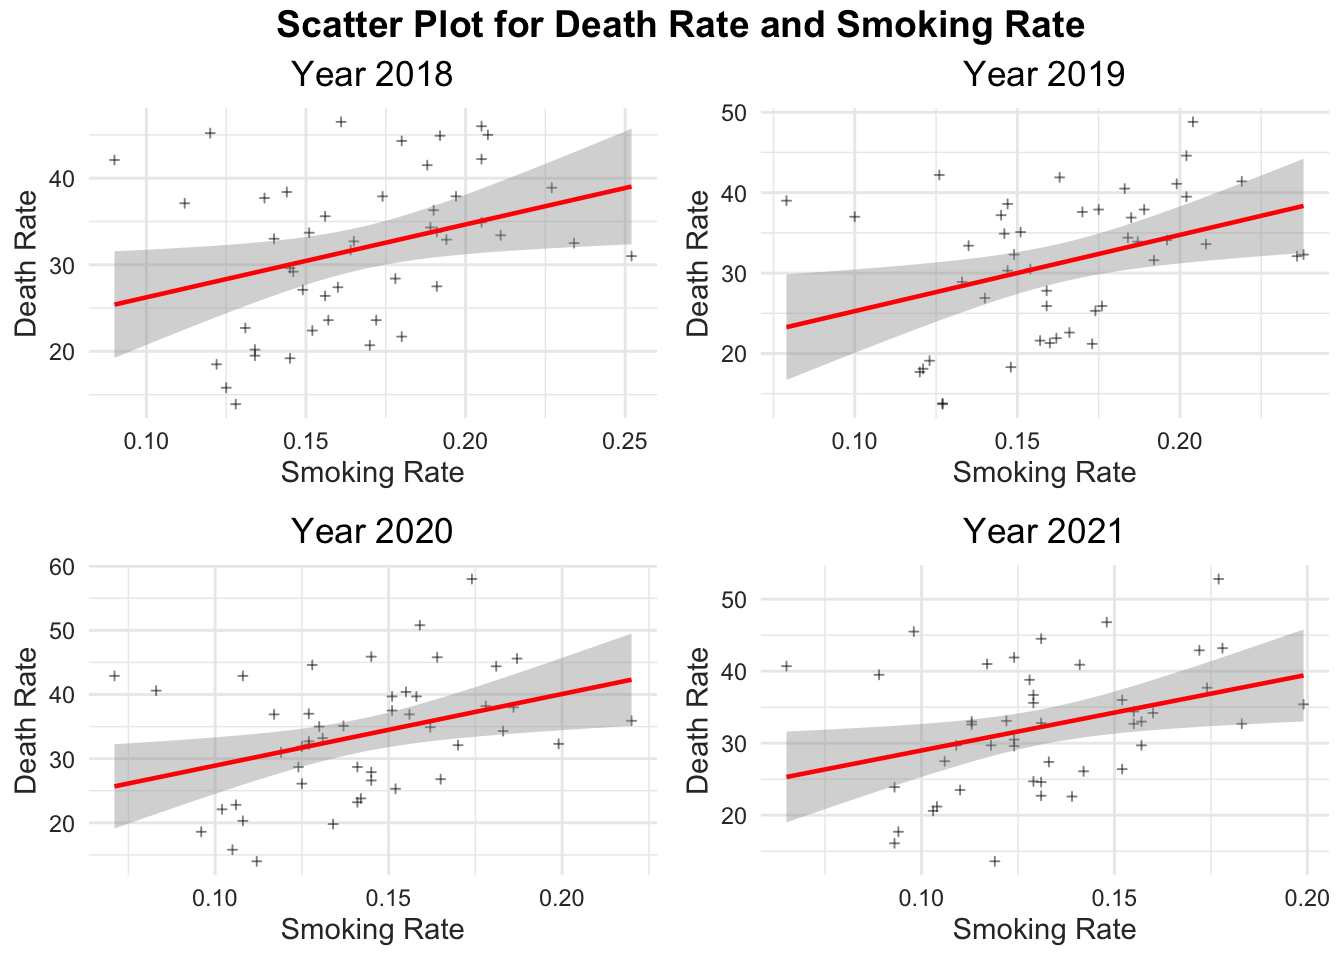 Scatter Plot for Death Rate and Smoking Rate
Year 2018
Death Rate
40
30
20
0.10 0.15 0.20 0.25
Smoking Rate
Year 2019
Death Rate
50
40
30
20
0.10 0.15 0.20
Smoking Rate
Year 2020
Death Rate
60
50
40
30
20
0.10 0.15 0.20
Smoking Rate
Year 2021
Death Rate
50
40
30
20
0.10 0.15 0.20
Smoking Rate